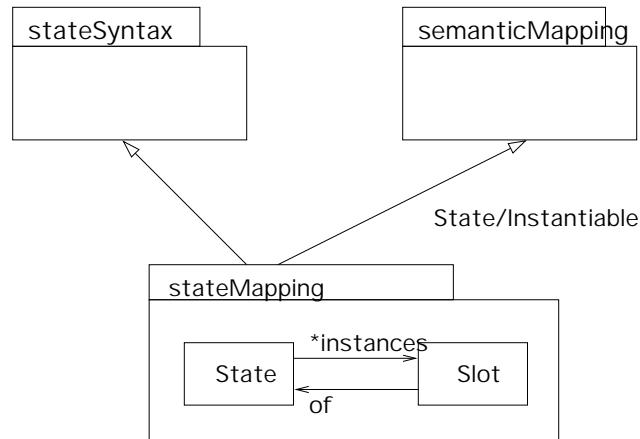 stateSyntax
semanticMapping
State/Instantiable
stateMapping
*instances
State
Slot
of